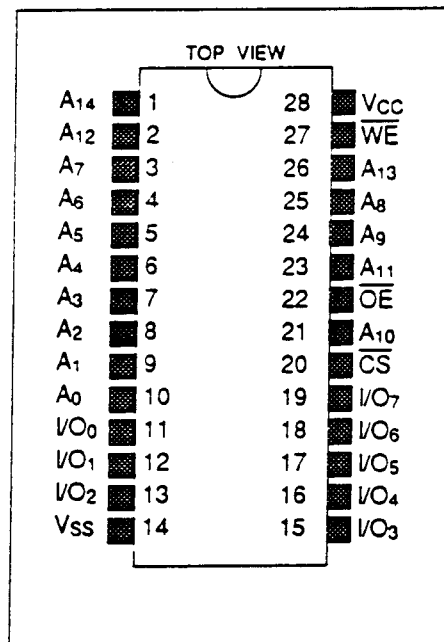 TOP VIEW
A14 1 28 VCC
A12 2 27 WE
A7 3 26 A13
A6 4 25 A8
A5 5 24 A9
A4 6 23 A11
A3 7 22 OE
A2 8 21 A10
A1 9 20 CS
A0 10 19 I/O7
I/O0 11 18 I/O6
I/O1 12 17 I/O5
I/O2 13 16 I/O4
VSS 14 15 I/O3